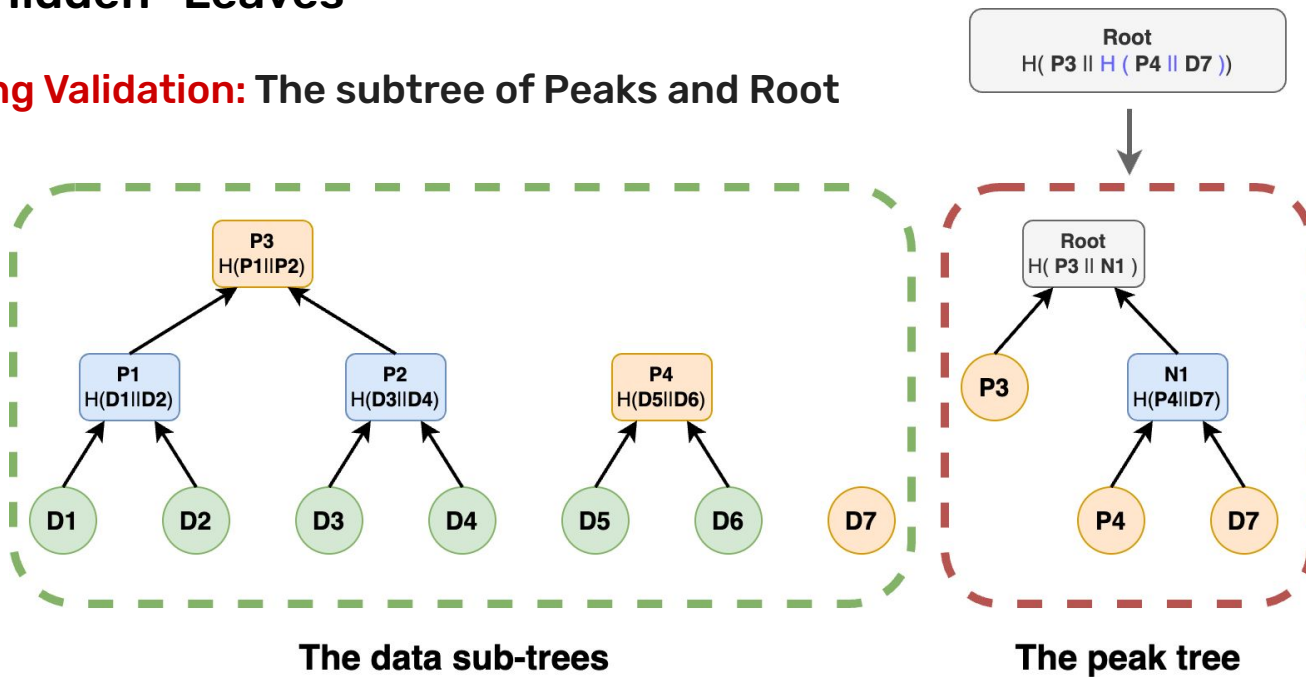 Leaves
Validation: The subtree of Peaks and Root
Root
H( P3 || H ( P4 || D7 ))
P3
H(P1||P2)
Root
H( P3 || N1 )
P1
H(D1||D2)
P2
H(D3||D4)
P4
H(D5||D6)
P3
N1
H(P4||D7)
D1
D2
D3
D4
D5
D6
D7
P4
D7
The data sub-trees
The peak tree